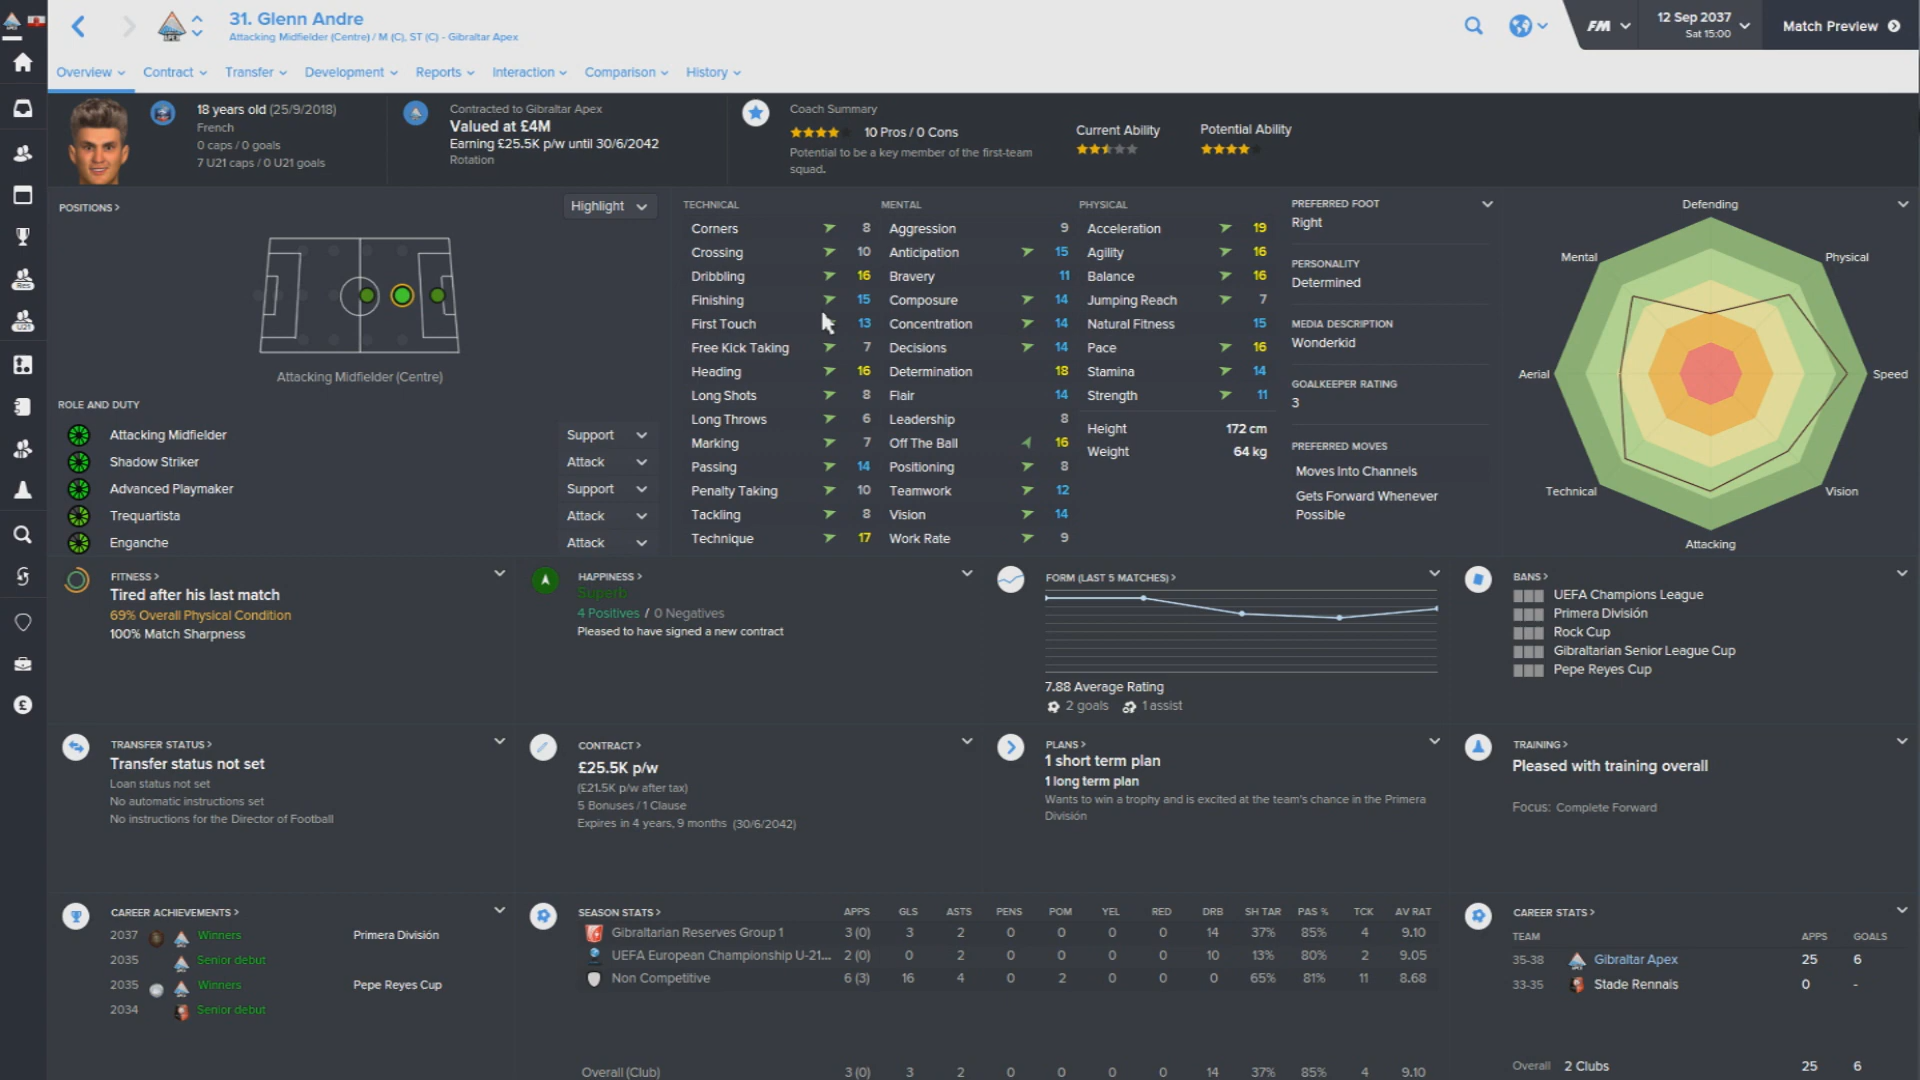 31. Glenn Andre
Attacking Midfielder (Centre) / M (C), ST (C) - Gibraltar Apex
FM
12 Sep 2037
Sat 15:00
Match Preview
Overview
Contract
Transfer
Development
Reports
Interaction
Comparison
History
18 years old (25/9/2018)
French
0 caps / 0 goals
7 U21 caps / 0 U21 goals
Contracted to Gibraltar Apex
Valued at £4M
Earning £25.5K p/w until 30/6/2042
Rotation
Coach Summary
10 Pros / 0 Cons
Potential to be a key member of the first-team
squad.
Current Ability
Potential Ability
POSITIONS >
Highlight
Attacking Midfielder (Centre)
ROLE AND DUTY
Attacking Midfielder Support
Shadow Striker Attack
Advanced Playmaker Support
Trequartista Attack
Enganche Attack
TECHNICAL
Corners 8
Crossing 10
Dribbling 16
Finishing 15
First Touch 13
Free Kick Taking 7
Heading 16
Long Shots 8
Long Throws 6
Marking 7
Passing 14
Penalty Taking 10
Tackling 8
Technique 17
MENTAL
Aggression 9
Anticipation 15
Bravery 11
Composure 14
Concentration 14
Decisions 14
Determination 18
Flair 14
Leadership 8
Off The Ball 16
Positioning 8
Teamwork 12
Vision 14
Work Rate 9
PHYSICAL
Acceleration 19
Agility 16
Balance 16
Jumping Reach 7
Natural Fitness 15
Pace 16
Stamina 14
Strength 11
Height 172 cm
Weight 64 kg
PREFERRED FOOT
Right
PERSONALITY
Determined
MEDIA DESCRIPTION
Wonderkid
GOALKEEPER RATING
3
PREFERRED MOVES
Moves Into Channels
Gets Forward Whenever
Possible
Defending
Mental
Physical
Aerial
Speed
Technical
Vision
Attacking
FITNESS >
Tired after his last match
69% Overall Physical Condition
100% Match Sharpness
HAPPINESS >
Superb
4 Positives / 0 Negatives
Pleased to have signed a new contract
FORM (LAST 5 MATCHES) >
7.88 Average Rating
2 goals 1 assist
BANS >
UEFA Champions League
Primera División
Rock Cup
Gibraltarian Senior League Cup
Pepe Reyes Cup
TRANSFER STATUS >
Transfer status not set
Loan status not set
No automatic instructions set
No instructions for the Director of Football
CONTRACT >
£25.5K p/w
(£21.5K p/w after tax)
5 Bonuses / 1 Clause
Expires in 4 years, 9 months (30/6/2042)
PLANS >
1 short term plan
1 long term plan
Wants to win a trophy and is excited at the team's chance in the Primera
División
TRAINING >
Pleased with training overall
Focus: Complete Forward
CAREER ACHIEVEMENTS >
2037 Winners Primera División
2035 Senior debut
2035 Winners Pepe Reyes Cup
2034 Senior debut
SEASON STATS > APPS GLS ASTS PENS POM YEL RED DRB SH TAR PAS % TCK AV RAT
Gibraltarian Reserves Group 1 3 (0) 3 2 0 0 0 0 14 37% 85% 4 9.10
UEFA European Championship U-21... 2 (0) 0 2 0 0 0 0 10 13% 80% 2 9.05
Non Competitive 6 (3) 16 4 0 2 0 0 0 65% 81% 11 8.68
Overall (Club) 3 (0) 3 2 0 0 0 0 14 37% 85% 4 9.10
CAREER STATS >
TEAM APPS GOALS
35-38 Gibraltar Apex 25 6
33-35 Stade Rennais 0 -
Overall 2 Clubs 25 6